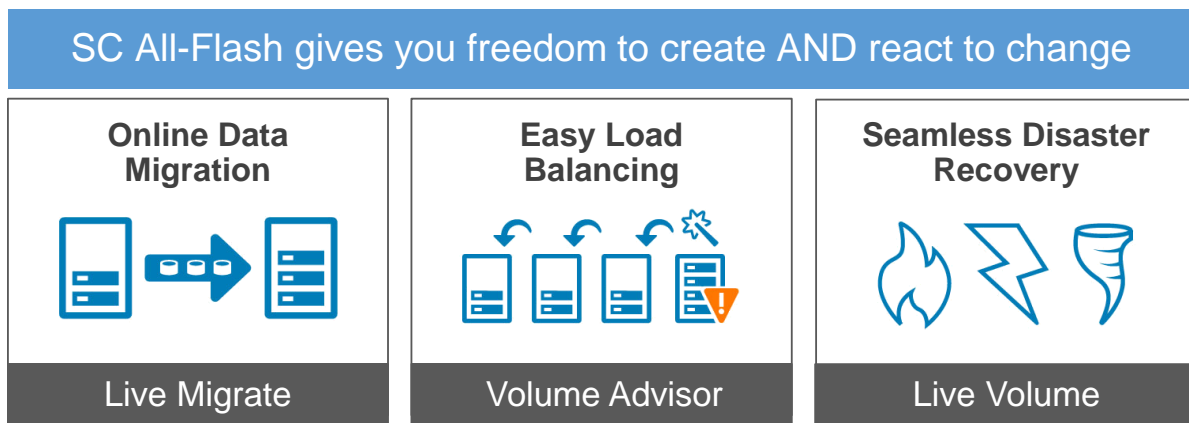 SC All-Flash gives you freedom to create AND react to change
Online Data
Migration
Live Migrate
Easy Load
Balancing
Volume Advisor
Seamless Disaster
Recovery
Live Volume